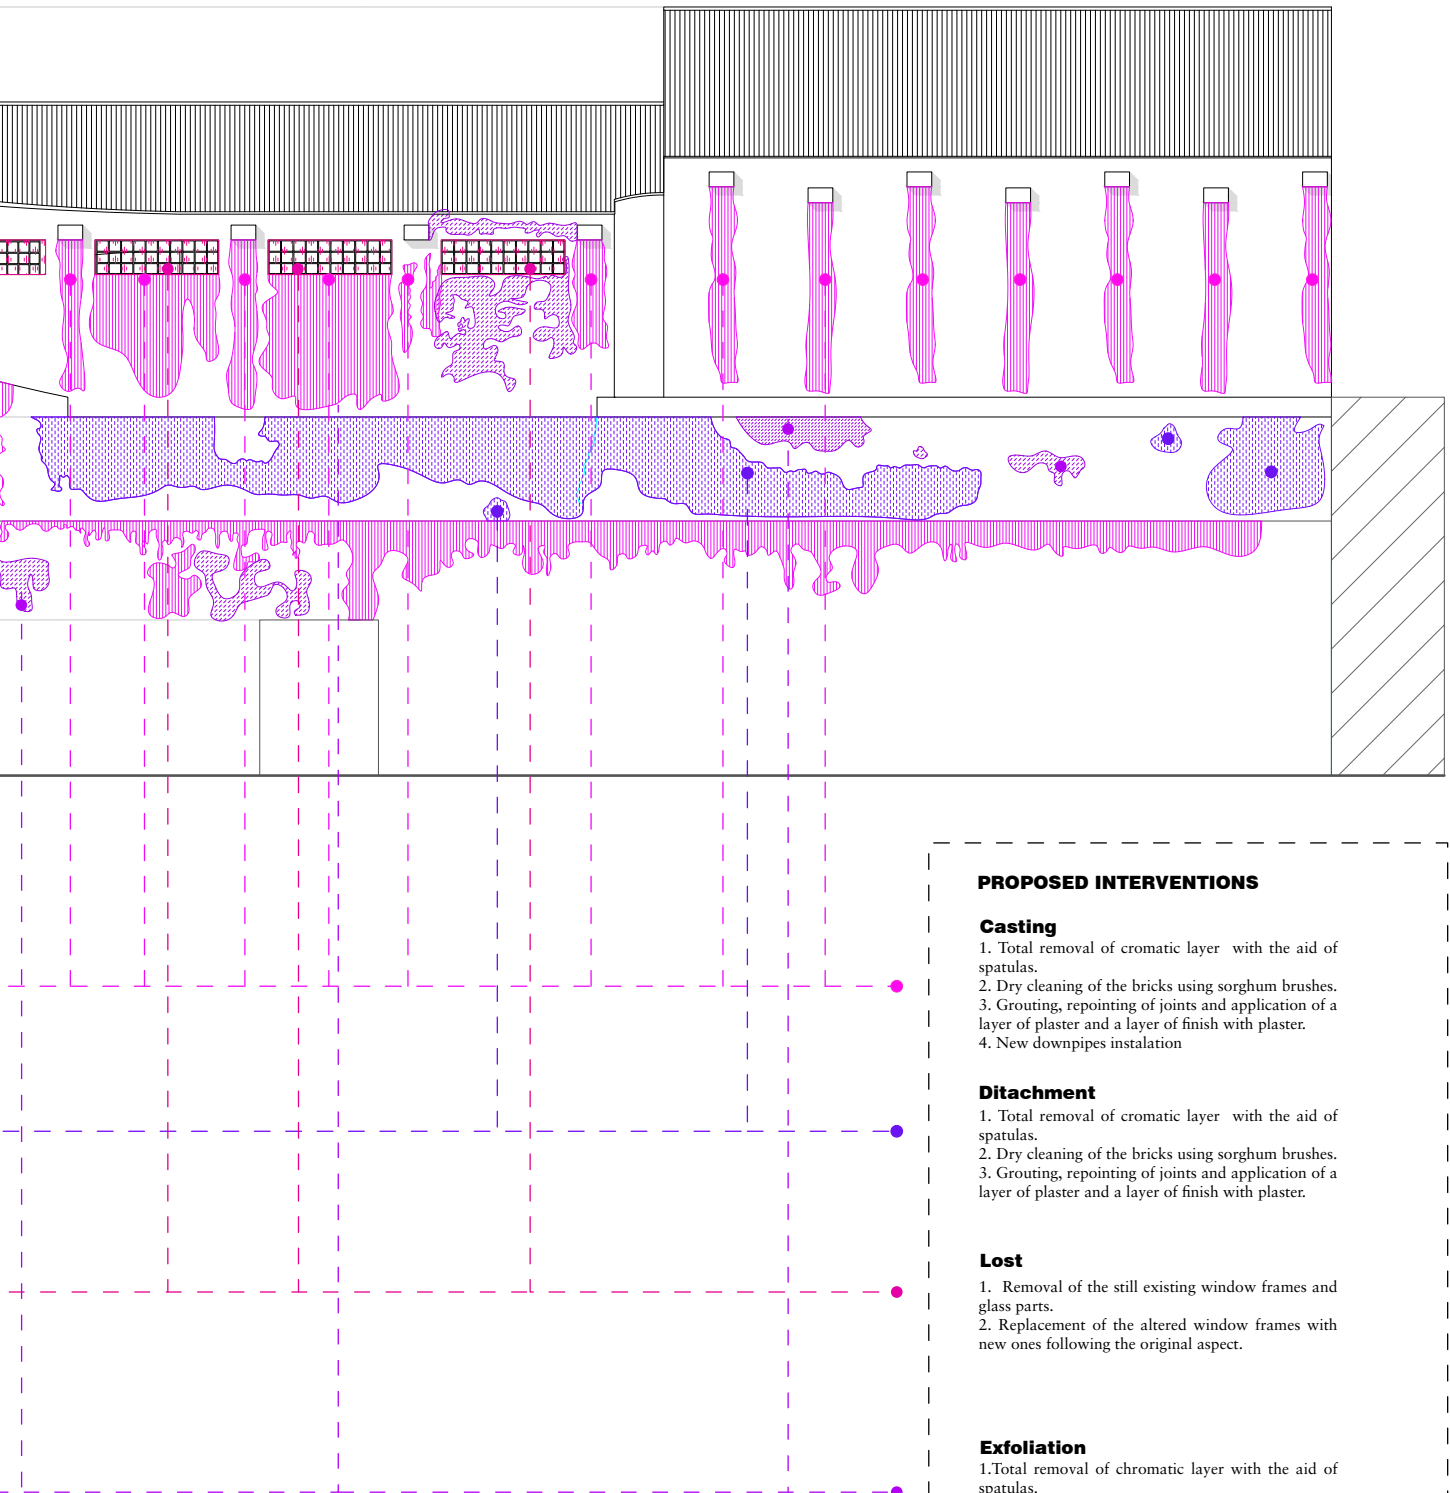 PROPOSED INTERVENTIONS
Casting
1. Total removal of cromatic layer with the aid of
spatulas.
2. Dry cleaning of the bricks using sorghum brushes.
3. Grouting, repointing of joints and application of a
layer of plaster and a layer of finish with plaster.
4. New downpipes instalation
Ditachment
1. Total removal of cromatic layer with the aid of
spatulas.
2. Dry cleaning of the bricks using sorghum brushes.
3. Grouting, repointing of joints and application of a
layer of plaster and a layer of finish with plaster.
Lost
1. Removal of the still existing window frames and
glass parts.
2. Replacement of the altered window frames with
new ones following the original aspect.
Exfoliation
1.Total removal of chromatic layer with the aid of
spatulas.